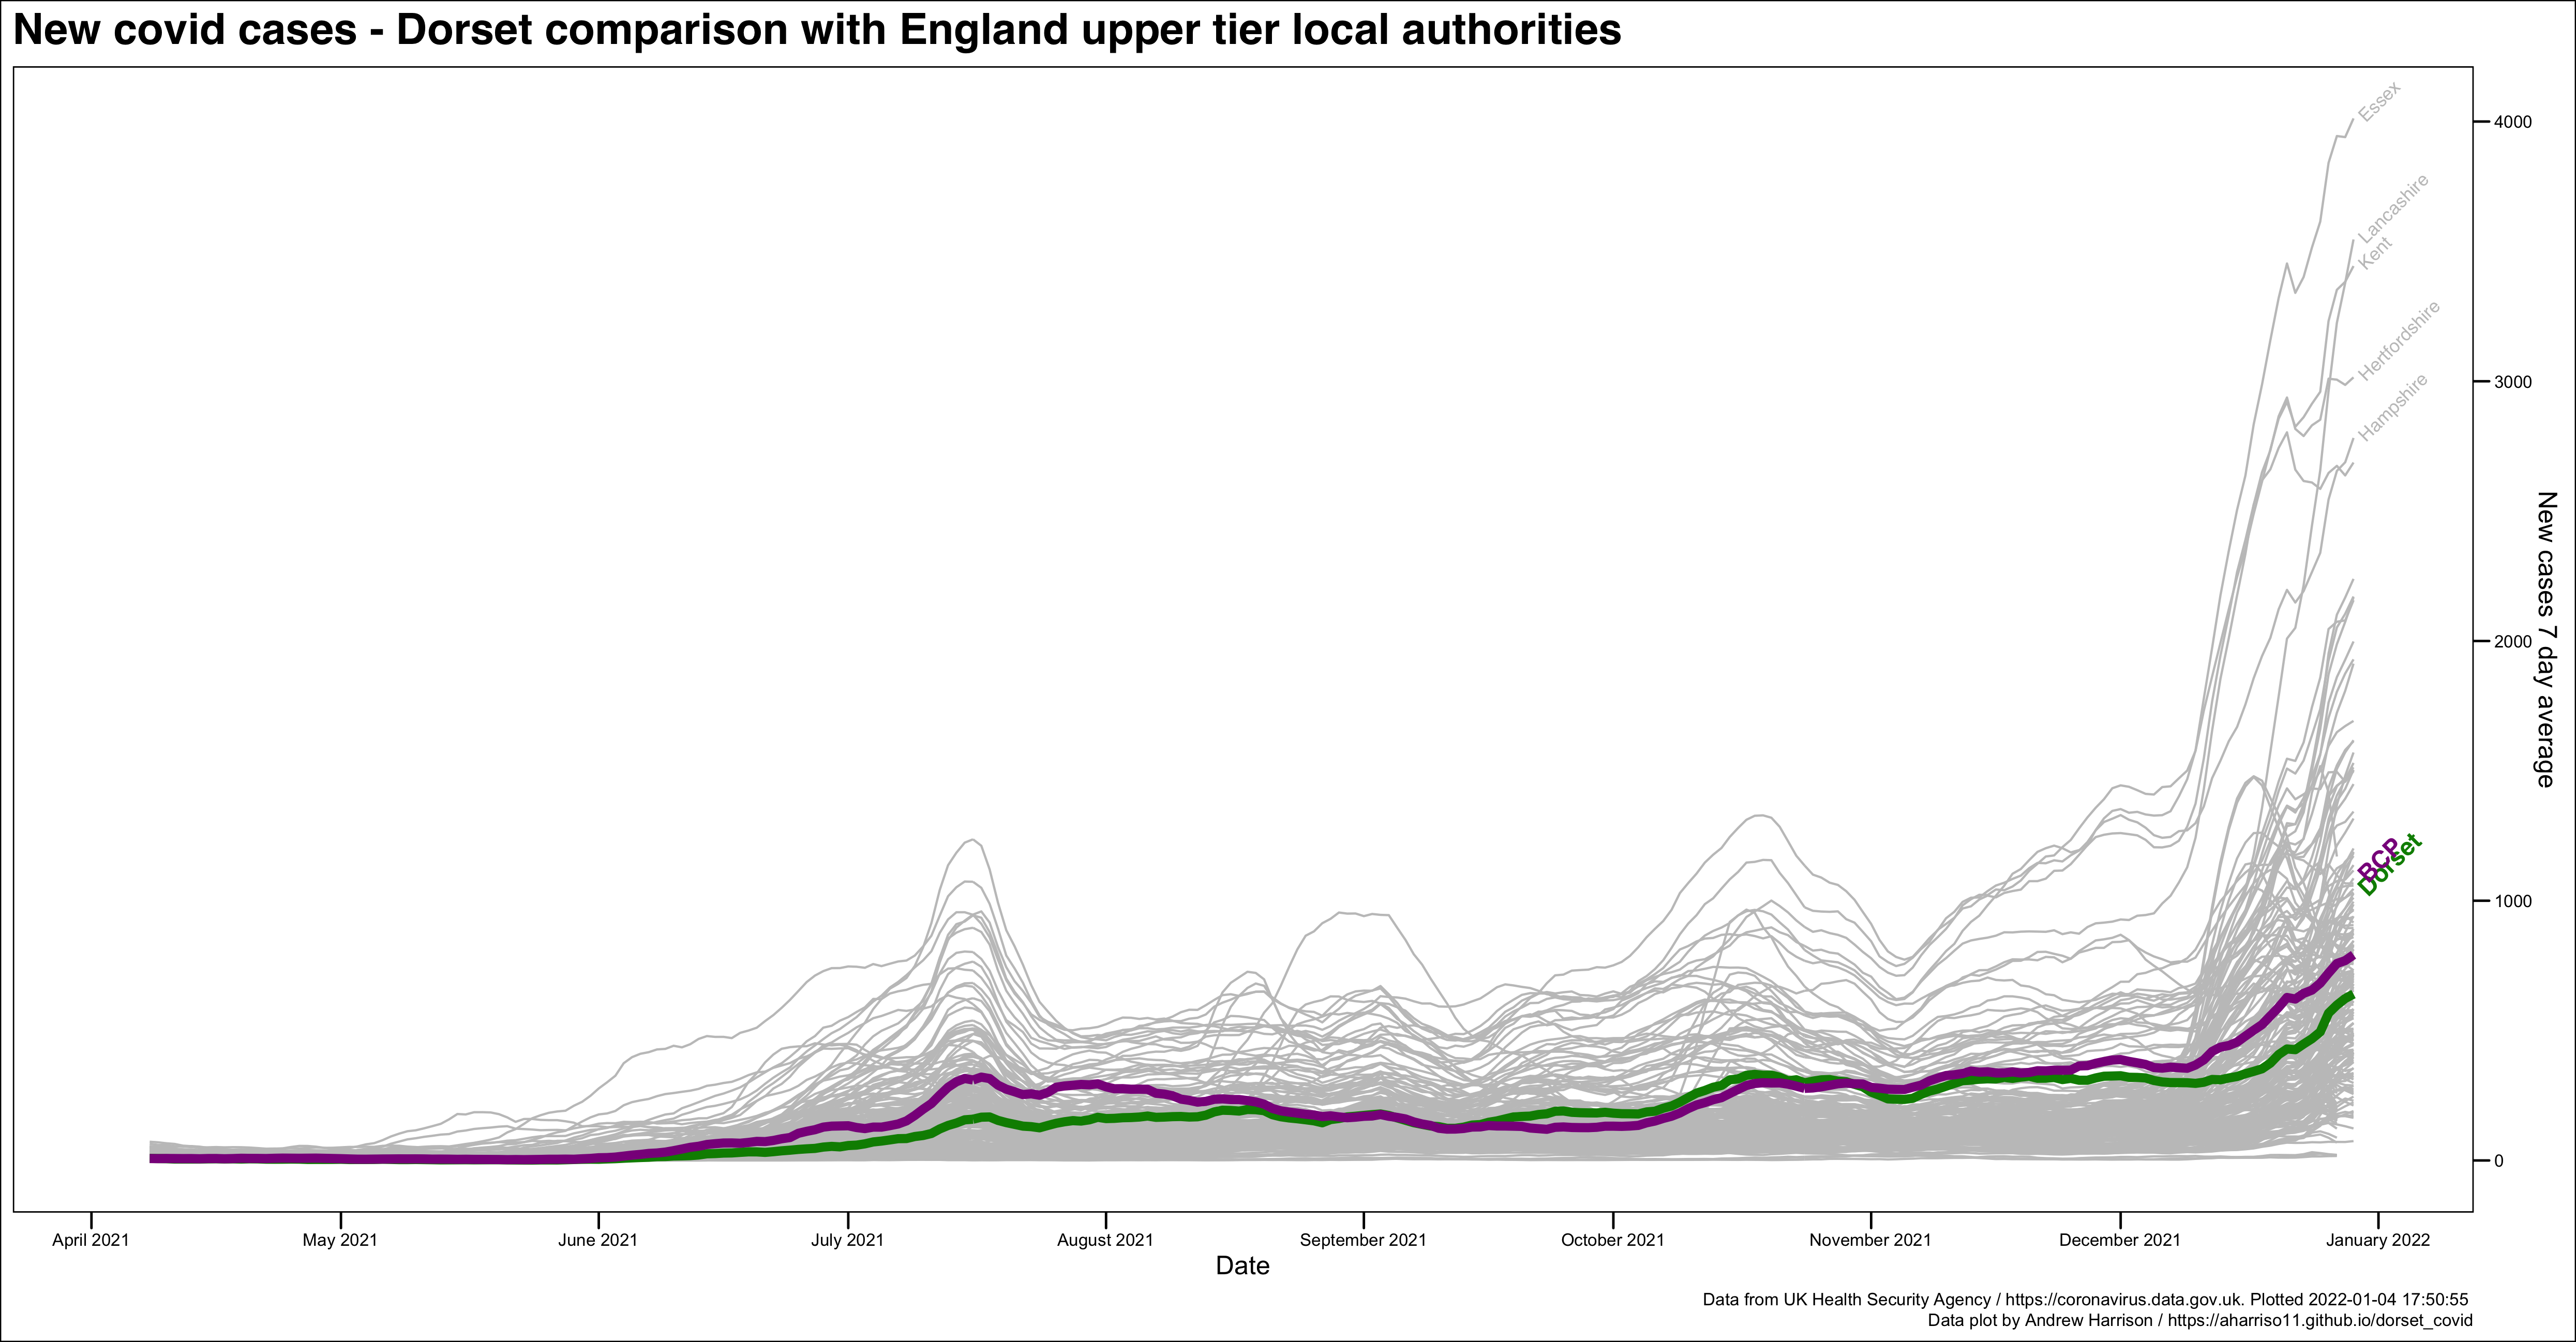 New covid cases - Dorset comparison with England upper tier local authorities
Essex
4000
Lancashire
Kent
Hertfordshire
3000
Hampshire
New cases 7 day average
2000
BCP
Dorset
1000
0
April 2021
May 2021
June 2021
July 2021
August 2021
September 2021
October 2021
November 2021
December 2021
January 2022
Date
Data from UK Health Security Agency / https://coronavirus.data.gov.uk. Plotted 2022-01-04 17:50:55
Data plot by Andrew Harrison / https://aharriso11.github.io/dorset_covid